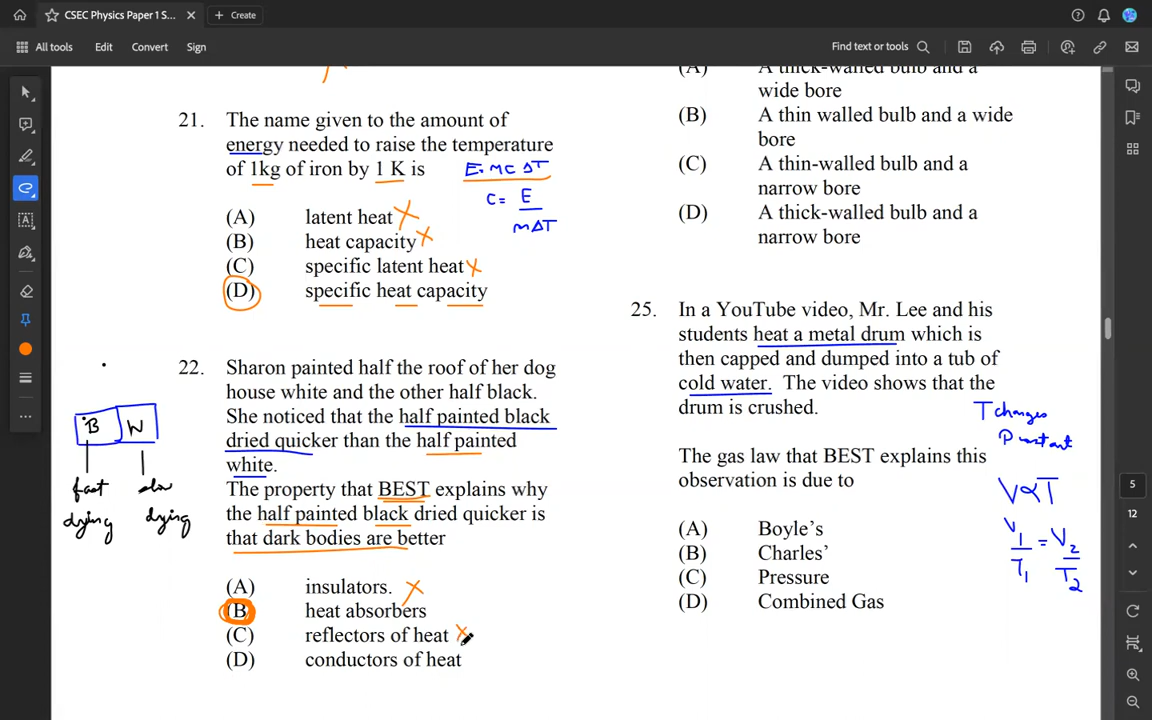 CSEC Physics Paper 1 S...
Create
All tools
Edit
Convert
Sign
Find text or tools
21. The name given to the amount of
energy needed to raise the temperature
of 1kg of iron by 1 K is
E = MC ΔT
C = E
mΔT
(A) latent heat
(B) heat capacity
(C) specific latent heat
(D) specific heat capacity
22. Sharon painted half the roof of her dog
house white and the other half black.
She noticed that the half painted black
dried quicker than the half painted
white.
The property that BEST explains why
the half painted black dried quicker is
that dark bodies are better
B W
fast slow
dying dying
(A) insulators.
(B) heat absorbers
(C) reflectors of heat
(D) conductors of heat
(A) A thick-walled bulb and a
wide bore
(B) A thin walled bulb and a wide
bore
(C) A thin-walled bulb and a
narrow bore
(D) A thick-walled bulb and a
narrow bore
25. In a YouTube video, Mr. Lee and his
students heat a metal drum which is
then capped and dumped into a tub of
cold water. The video shows that the
drum is crushed.
T changes
P constant
The gas law that BEST explains this
observation is due to
V∝T
V1 = V2
T1 T2
(A) Boyle's
(B) Charles'
(C) Pressure
(D) Combined Gas
5
12